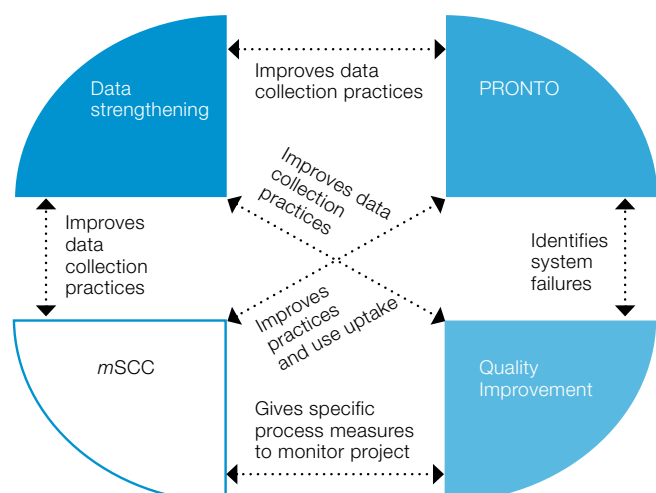 Data
strengthening
Improves data
collection practices
PRONTO
Improves data
collection
practices
Improves
data
collection
practices
Identifies
system
failures
Improves
practices
and use uptake
mSCC
Quality
Improvement
Gives specific
process measures
to monitor project